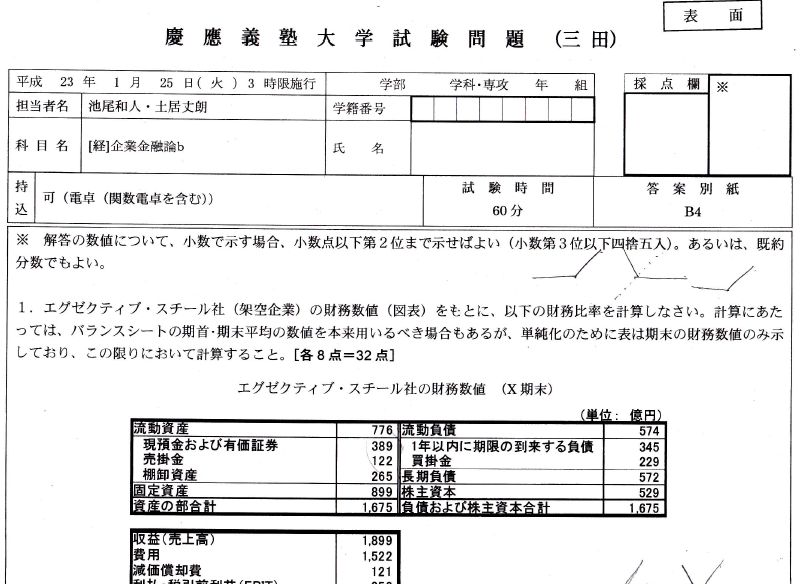 表面
慶應義塾大学試験問題 (三田)
平成 23 年 1 月 25日(火) 3 時限施行 学部 学科・専攻 年 組
採点欄 ※
担当者名 池尾和人・土居丈朗 学籍番号
科目名 [経]企業金融論b 氏名
持込 可(電卓(関数電卓を含む)) 試験時間 60分 答案別紙 B4
※ 解答の数値について、小数で示す場合、小数点以下第2位まで示せばよい(小数第3位以下四捨五入)。あるいは、既約
分数でもよい。
1.エグゼクティブ・スチール社(架空企業)の財務数値(図表)をもとに、以下の財務比率を計算しなさい。計算にあた
っては、バランスシートの期首・期末平均の数値を本来用いるべき場合もあるが、単純化のために表は期末の財務数値のみ示
しており、この限りにおいて計算すること。[各8点=32点]
エグゼクティブ・スチール社の財務数値 (X期末)
(単位: 億円)
流動資産 776 流動負債 574
現預金および有価証券 389 1年以内に期限の到来する負債 345
売掛金 122 買掛金 229
棚卸資産 265 長期負債 572
固定資産 899 株主資本 529
資産の部合計 1,675 負債および株主資本合計 1,675
収益(売上高) 1,899
費用 1,522
減価償却費 121